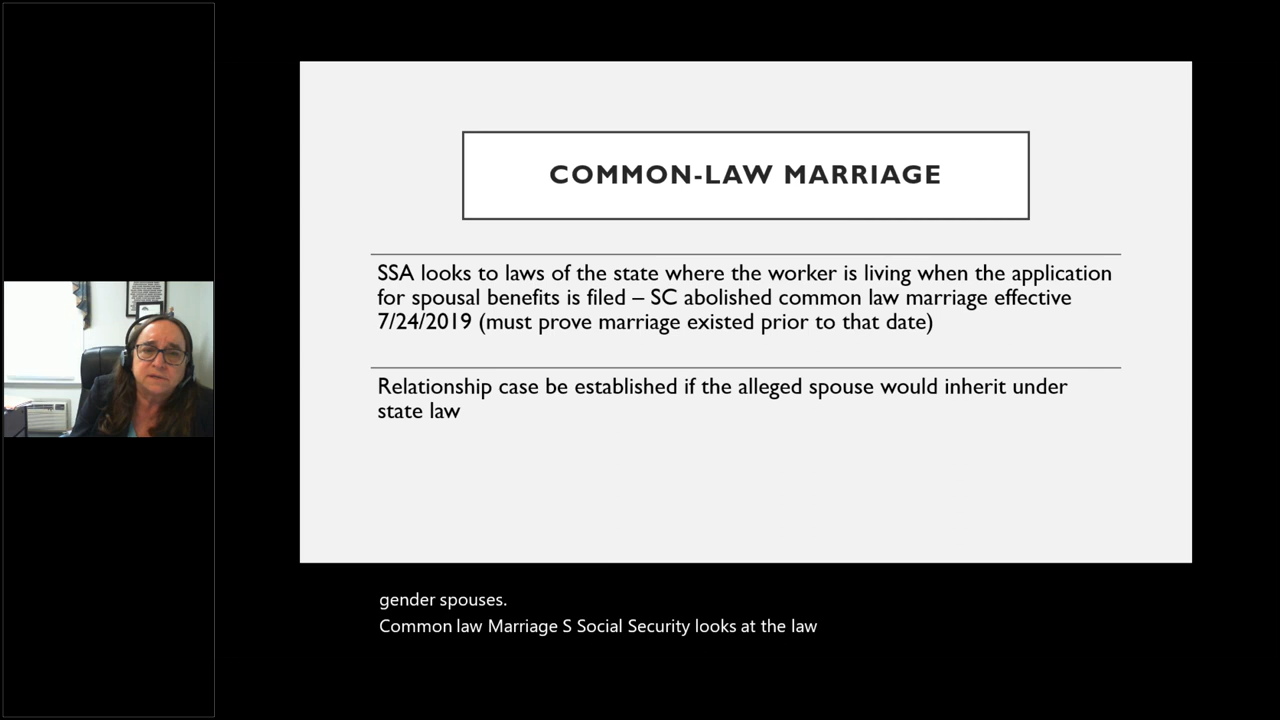 COMMON-LAW MARRIAGE
SSA looks to laws of the state where the worker is living when the application
for spousal benefits is filed – SC abolished common law marriage effective
7/24/2019 (must prove marriage existed prior to that date)
Relationship case be established if the alleged spouse would inherit under
state law
gender spouses.
Common law Marriage S Social Security looks at the law